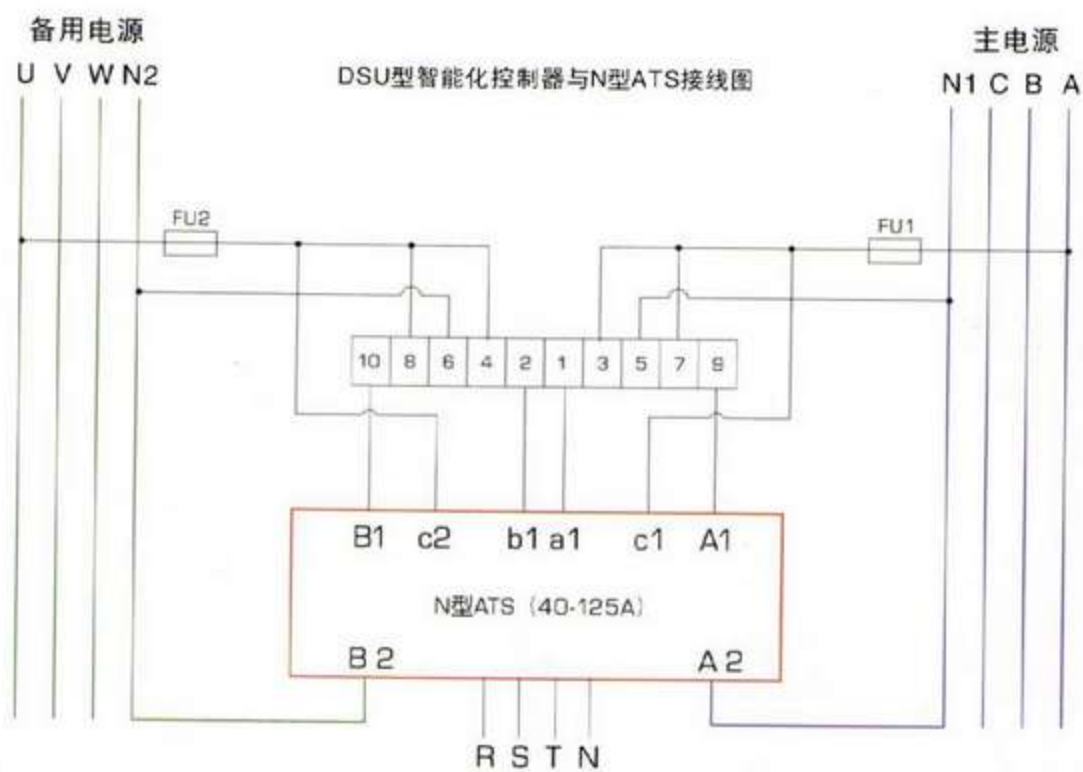 备用电源
U V W N2
DSU型智能化控制器与N型ATS接线图
主电源
N1 C B A
FU2
FU1
10 8 6 4 2 1 3 5 7 9
B1 c2 b1 a1 c1 A1
N型ATS (40-125A)
B2 A2
R S T N